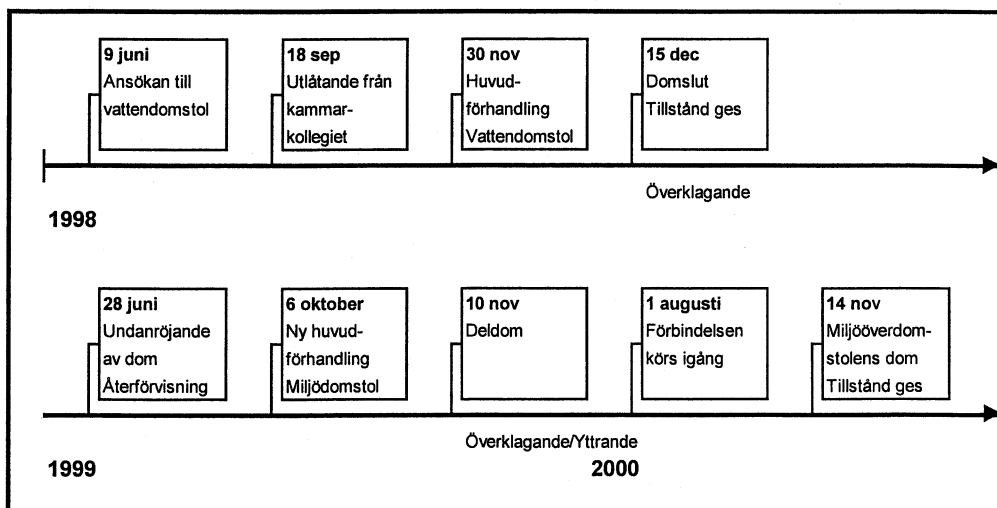 9 juni
Ansökan till
vattendomstol
18 sep
Utlåtande från
kammar-
kollegiet
30 nov
Huvud-
förhandling
Vattendomstol
15 dec
Domslut
Tillstånd ges
Överklagande
1998
28 juni
Undanröjande
av dom
Återförvisning
6 oktober
Ny huvud-
förhandling
Miljödomstol
10 nov
Deldom
1 augusti
Förbindelsen
körs igång
14 nov
Miljööverdom-
stolens dom
Tillstånd ges
Överklagande/Yttrande
1999
2000